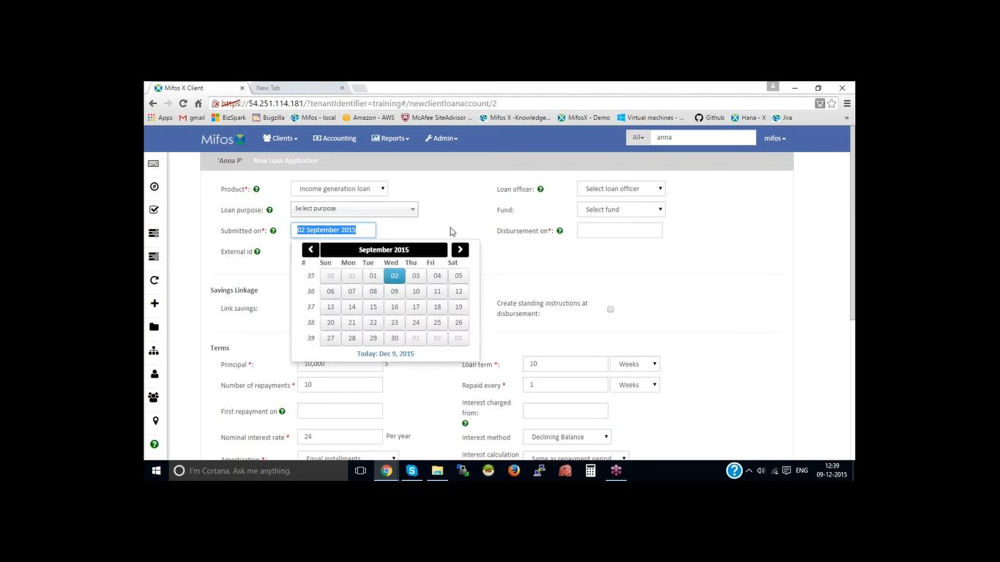 Mifos X Client
New Tab
https://54.251.114.181/?tenantIdentifier=training#/newclientloanaccount/2
Apps gmail BizSpark Bugzilla Mifos - local Amazon - AWS McAfee SiteAdvisor ... Mifos X -Knowledge... MifosX - Demo Virtual machines - ... Github Hana - X Jira »
Mifos X Clients Accounting Reports Admin All anna mifos
'Anna P' New Loan Application
Product*: Income generation loan Loan officer: Select loan officer
Loan purpose: Select purpose Fund: Select fund
Submitted on*: 02 September 2015 Disbursement on*:
External id
September 2015
# Sun Mon Tue Wed Thu Fri Sat
35 30 31 01 02 03 04 05
36 06 07 08 09 10 11 12
37 13 14 15 16 17 18 19
38 20 21 22 23 24 25 26
39 27 28 29 30 01 02 03
Today: Dec 9, 2015
Savings Linkage
Link savings:
Create standing instructions at
disbursement:
Terms
Principal *: 10,000 $ Loan term *: 10 Weeks
Number of repayments * 10 Repaid every * 1 Weeks
First repayment on
Interest charged
from:
Nominal interest rate * 24 Per year Interest method Declining Balance
Amortization *: Equal installments
Interest calculation
Same as repayment period
I'm Cortana. Ask me anything.
ENG
12:39
09-12-2015